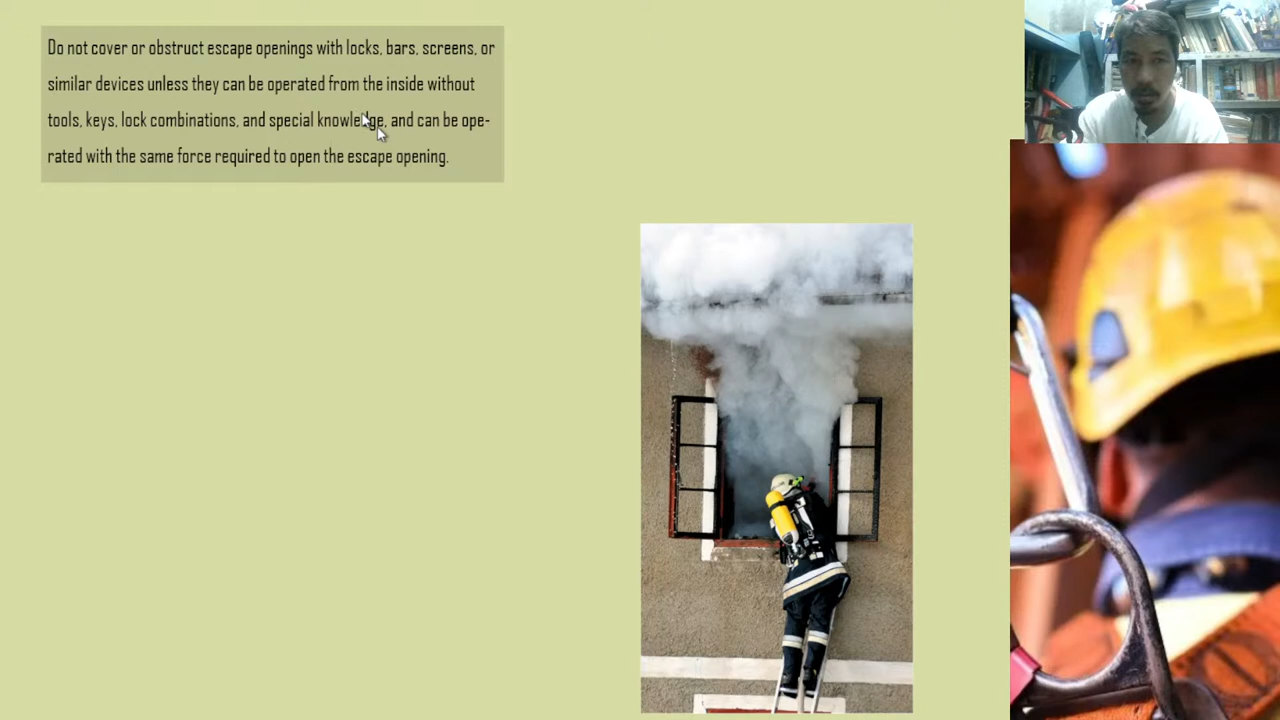 Do not cover or obstruct escape openings with locks, bars, screens, or
similar devices unless they can be operated from the inside without
tools, keys, lock combinations, and special knowledge, and can be ope-
rated with the same force required to open the escape opening.